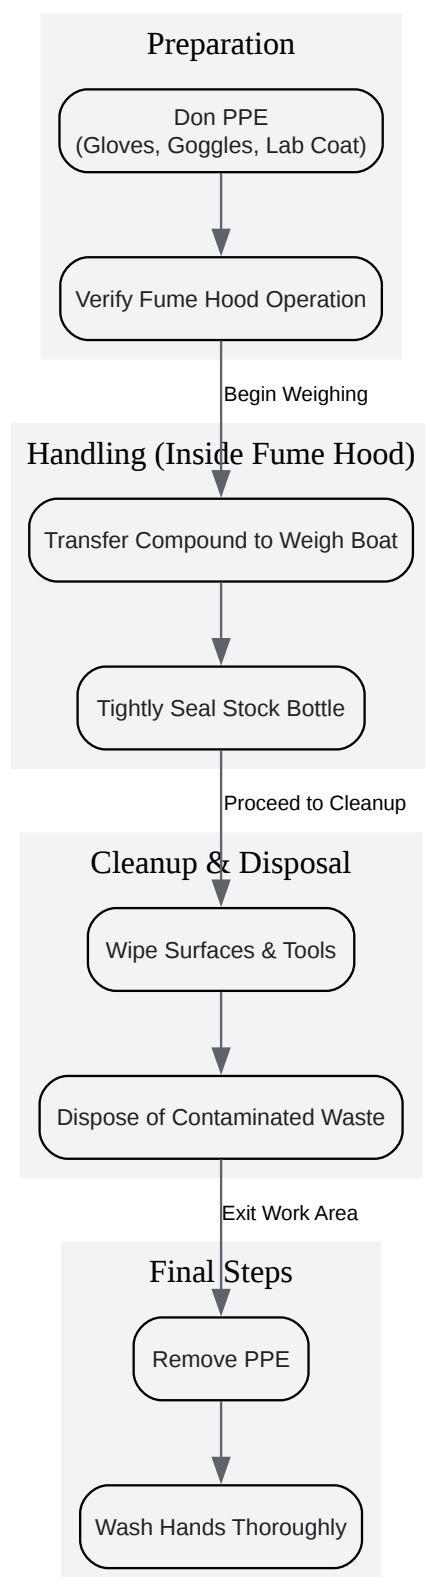 Preparation
Don PPE
(Gloves, Goggles, Lab Coat)
Verify Fume Hood Operation
Begin Weighing
Handling (Inside Fume Hood)
Transfer Compound to Weigh Boat
Tightly Seal Stock Bottle
Proceed to Cleanup
Cleanup & Disposal
Wipe Surfaces & Tools
Dispose of Contaminated Waste
Exit Work Area
Final Steps
Remove PPE
Wash Hands Thoroughly